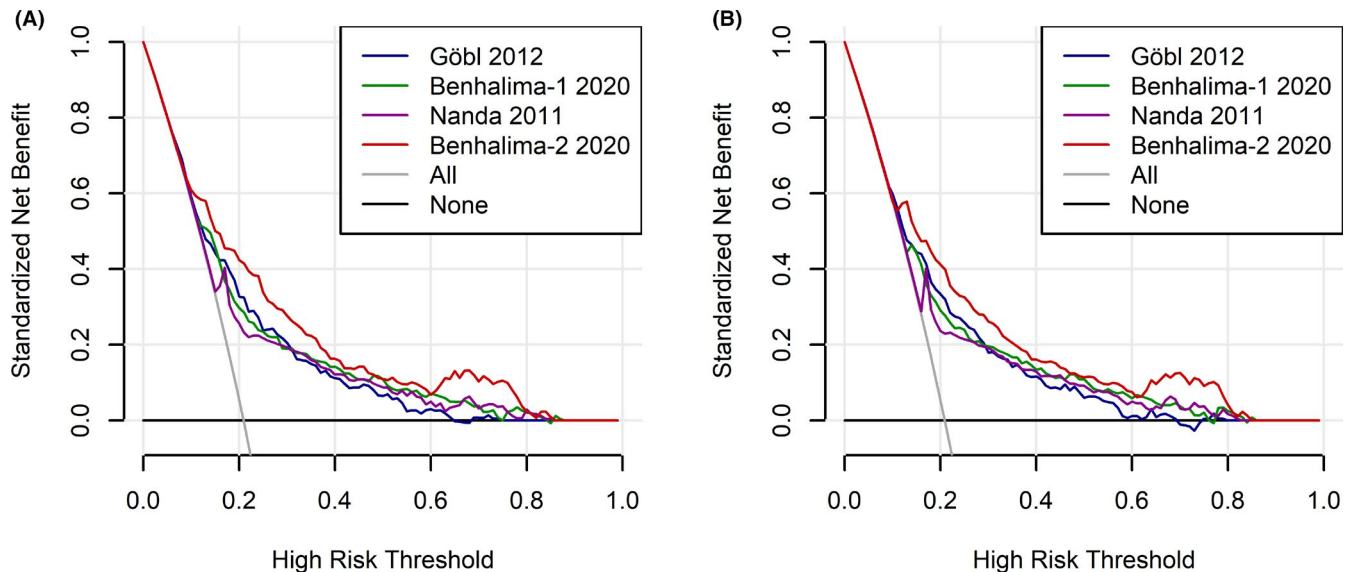 (A)
Standardized Net Benefit
1.0
0.8
0.6
0.4
0.2
0.0
Göbl 2012
Benhalima-1 2020
Nanda 2011
Benhalima-2 2020
All
None
0.0 0.2 0.4 0.6 0.8 1.0
High Risk Threshold
(B)
Standardized Net Benefit
1.0
0.8
0.6
0.4
0.2
0.0
Göbl 2012
Benhalima-1 2020
Nanda 2011
Benhalima-2 2020
All
None
0.0 0.2 0.4 0.6 0.8 1.0
High Risk Threshold